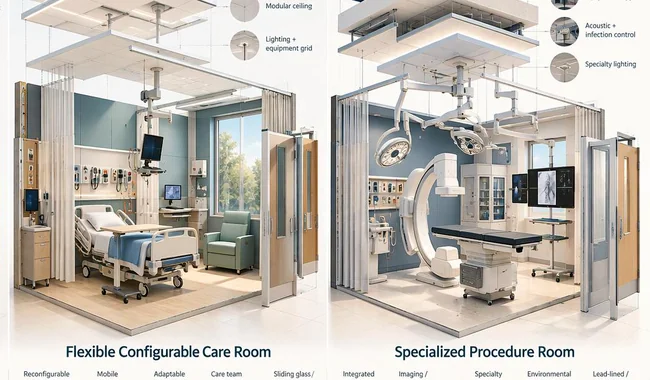 Modular ceiling
Lighting +
equipment grid
Acoustic +
infection control
Specialty lighting
Flexible Configurable Care Room
Specialized Procedure Room
Reconfigurable
Mobile
Adaptable
Care team
Sliding glass /
Integrated
Imaging /
Specialty
Environmental
Lead-lined /